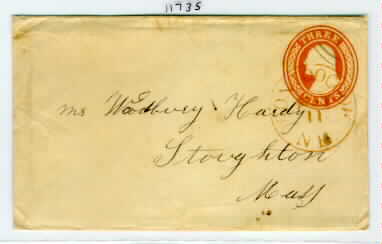 11735
THREE
CENTS
11
Mr Woodbury Hardy
Stoughton
Mass